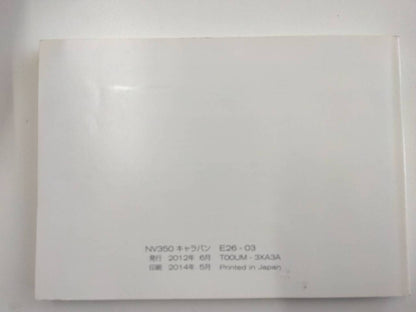 NV350 キャラバン E26-03
発行 2012年 6月 T00UM-3XA3A
印刷 2014年 5月 Printed in Japan